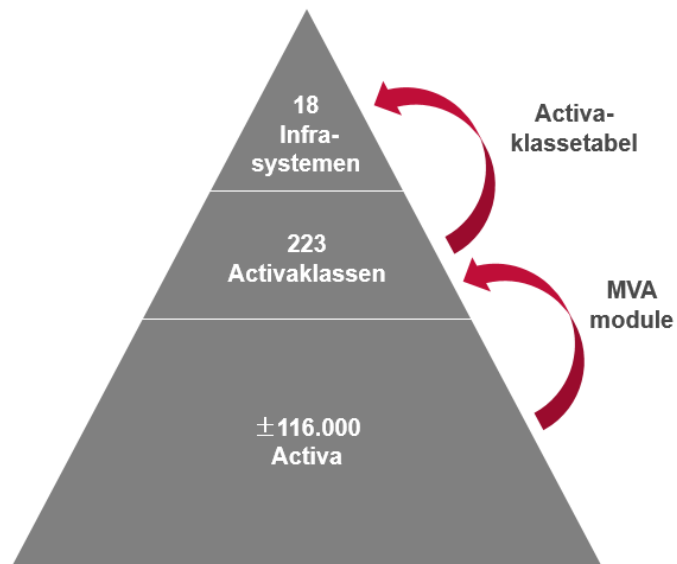 18
Infra-
systemen
Activa-
klassetabel
223
Activaklassen
MVA
module
±116.000
Activa